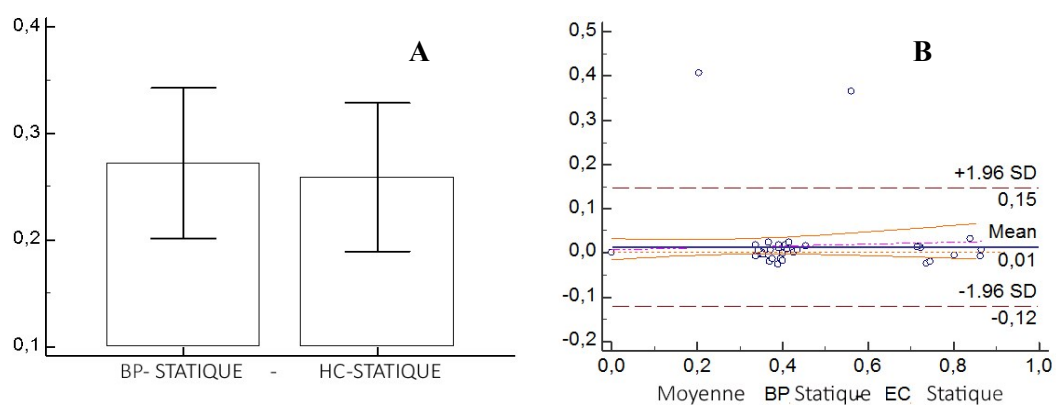 A
0,4
0,3
0,2
0,1
BP- STATIQUE - HC-STATIQUE
B
0,5
0,4
0,3
0,2
0,1
0,0
-0,1
-0,2
+1.96 SD
0,15
Mean
0,01
-1.96 SD
-0,12
0,0 0,2 0,4 0,6 0,8 1,0
Moyenne BP Statique - EC Statique